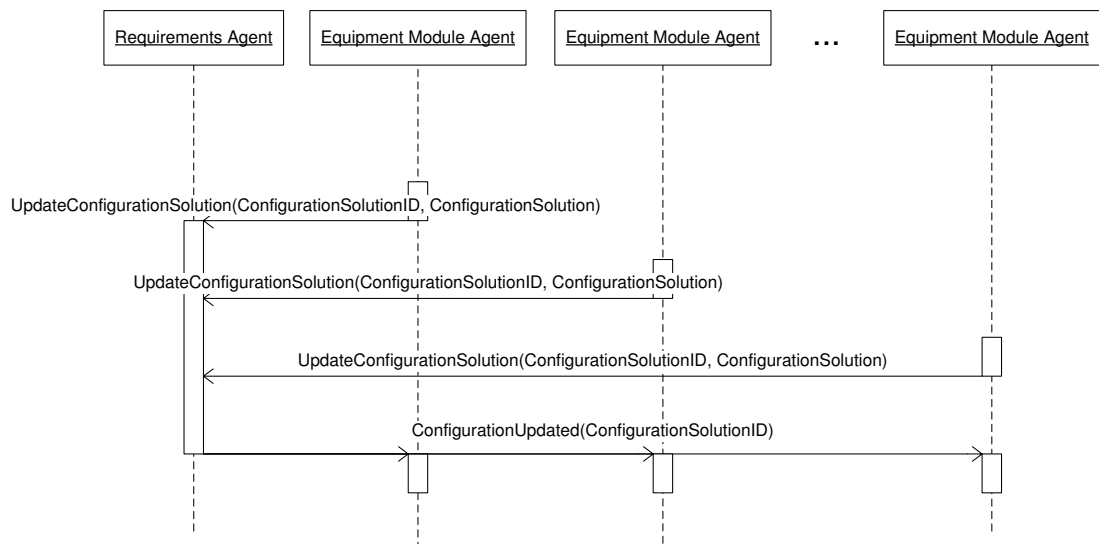 Requirements Agent
Equipment Module Agent
Equipment Module Agent
...
Equipment Module Agent
UpdateConfigurationSolution(ConfigurationSolutionID, ConfigurationSolution)
UpdateConfigurationSolution(ConfigurationSolutionID, ConfigurationSolution)
UpdateConfigurationSolution(ConfigurationSolutionID, ConfigurationSolution)
ConfigurationUpdated(ConfigurationSolutionID)